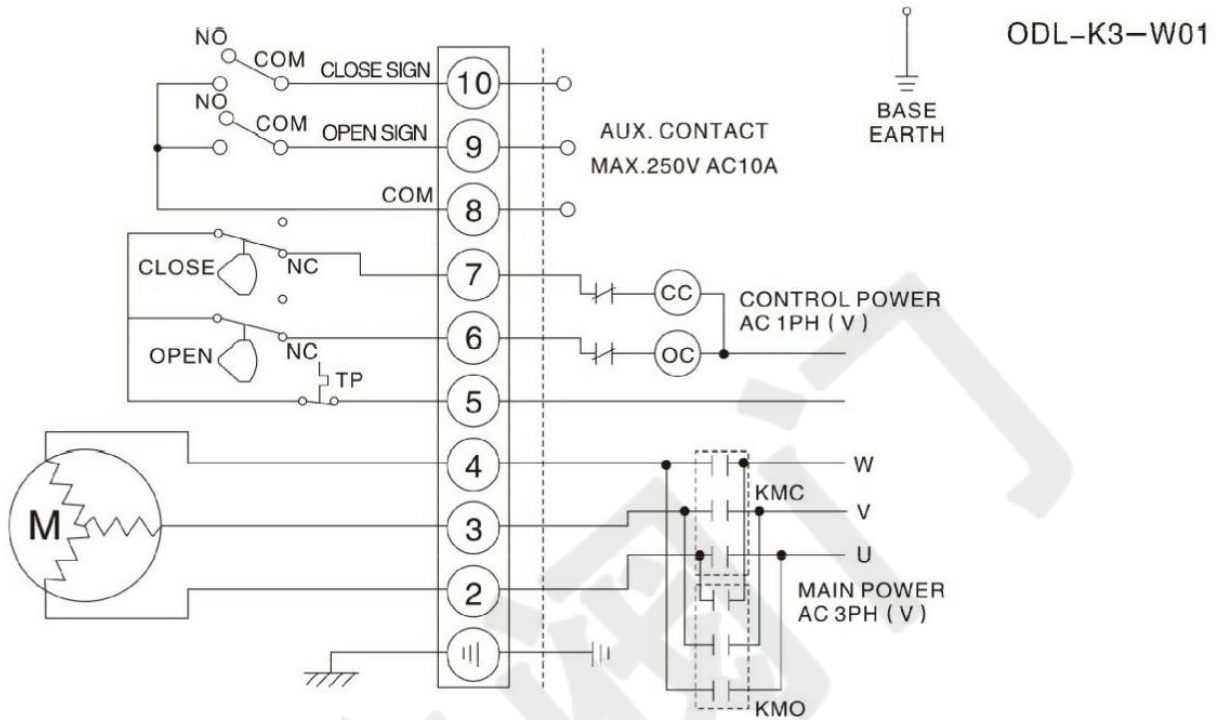 ODL-K3-W01
NO
COM
CLOSE SIGN
10
NO
COM
OPEN SIGN
9
COM
8
AUX. CONTACT
MAX.250V AC10A
BASE
EARTH
CLOSE
NC
7
CC
CONTROL POWER
AC 1PH ( V )
OPEN
NC
6
OC
TP
5
4
W
KMC
M
3
V
U
2
MAIN POWER
AC 3PH ( V )
KMO
阀门